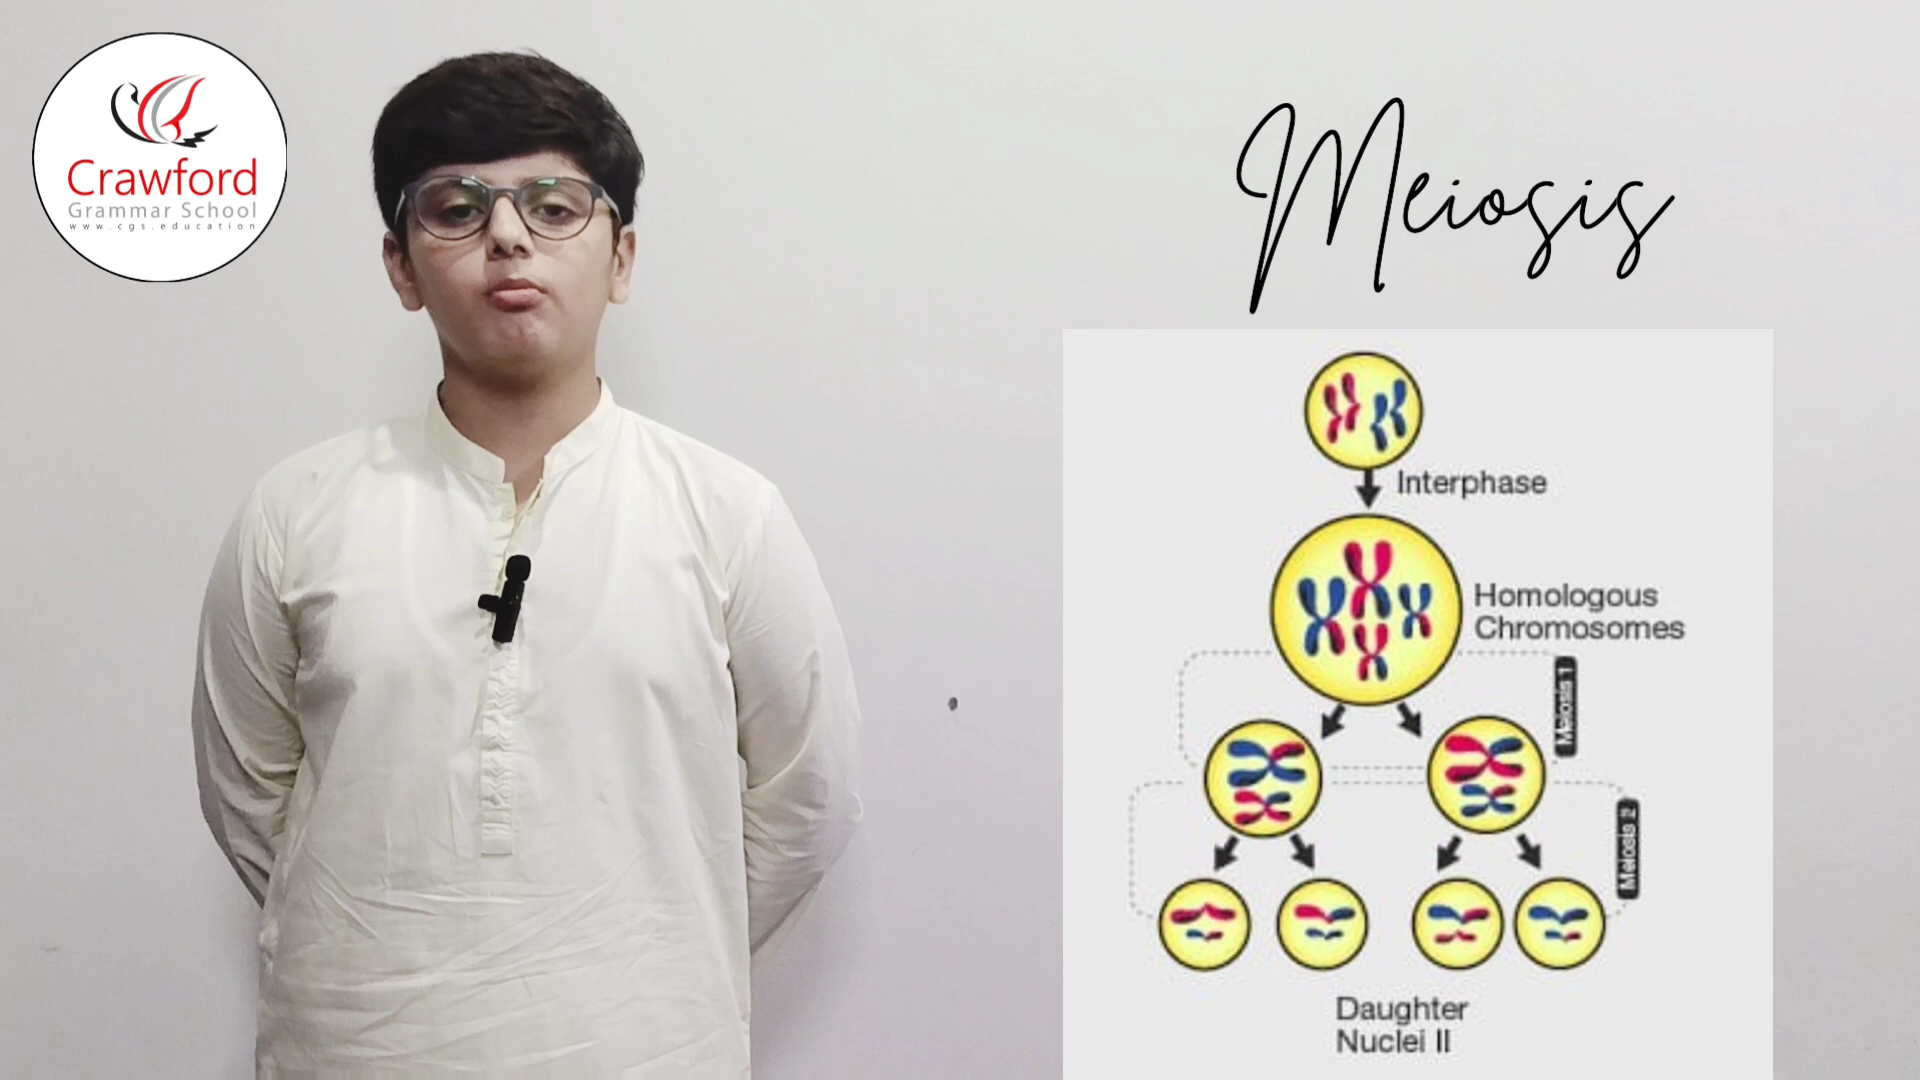 Crawford
Grammar School
www.cgs.education
Meiosis
Interphase
Homologous
Chromosomes
Meiosis 1
Meiosis 2
Daughter
Nuclei II